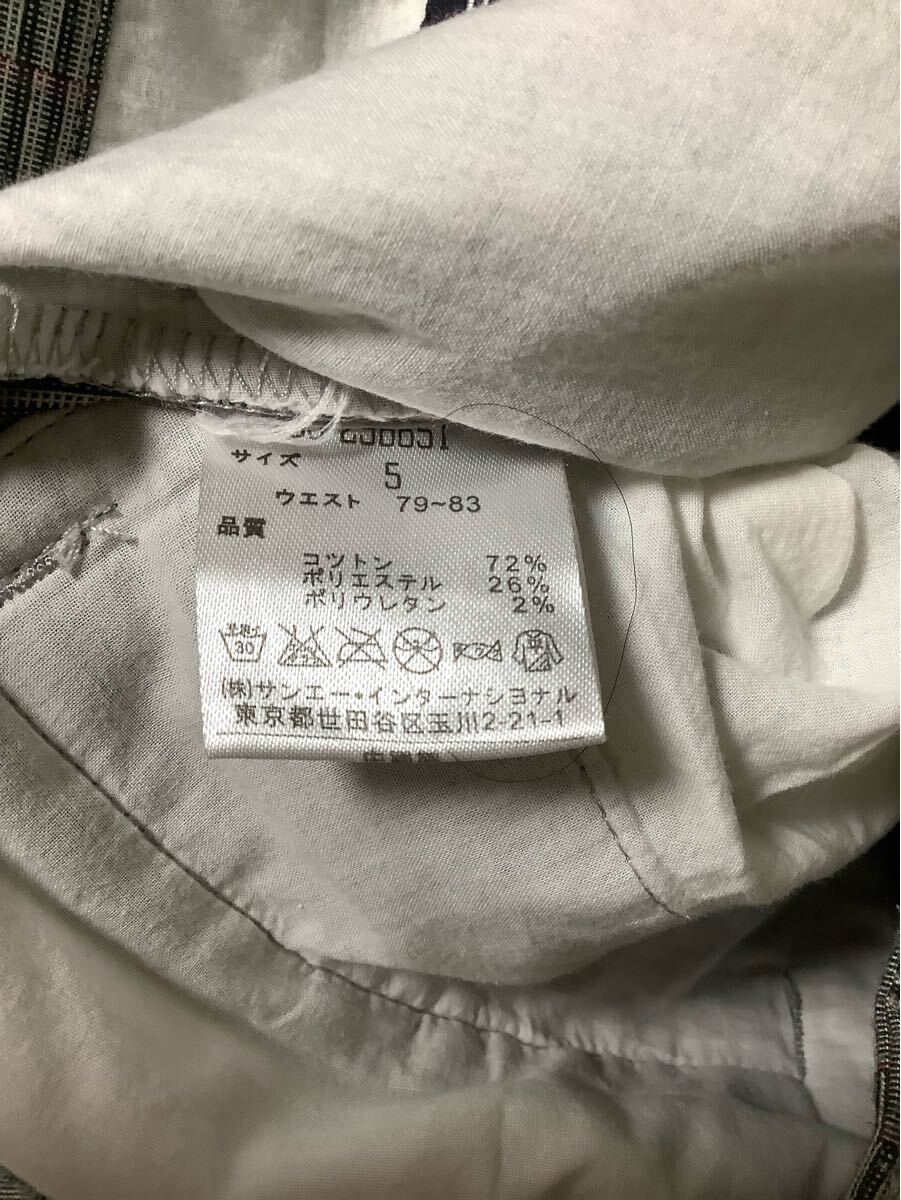 サイズ 5
ウエスト 79~83
品質
コットン 72%
ポリエステル 26%
ポリウレタン 2%
30
(株)サンエー・インターナショナル
東京都世田谷区玉川2-21-1